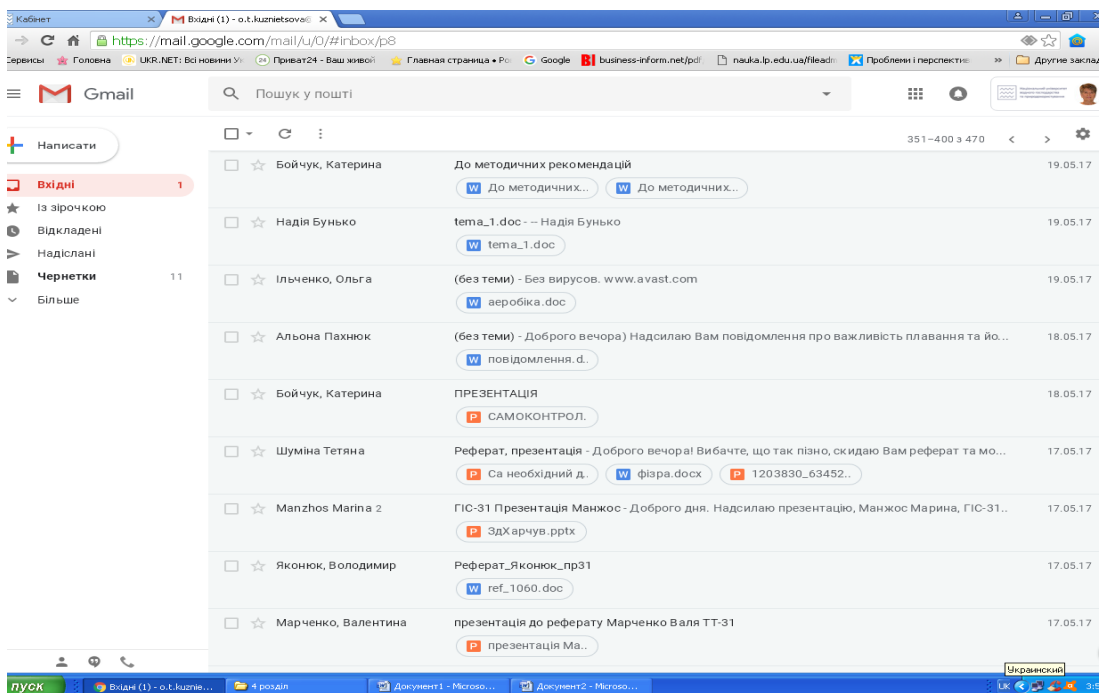 Кабінет
Вхідні (1) - o.t.kuznietsova@
https://mail.google.com/mail/u/0/#inbox/p8
Сервисы Головна UKR.NET: Всі новини Ук Приват24 - Ваш живой Главная страница • Ро Google business-inform.net/pdf nauka.lp.edu.ua/fileadm Проблеми і перспектив » Другие заклад
Gmail
Пошук у пошті
Написати
351–400 з 470
Вхідні 1
Із зірочкою
Відкладені
Надіслані
Чернетки 11
Більше
Бойчук, Катерина До методичних рекомендацій 19.05.17
До методичних... До методичних...
Надія Бунько tema_1.doc - -- Надія Бунько 19.05.17
tema_1.doc
Ільченко, Ольга (без теми) - Без вирусов. www.avast.com 19.05.17
аеробіка.doc
Альона Пахнюк (без теми) - Доброго вечора) Надсилаю Вам повідомлення про важливість плавання та йо... 18.05.17
повідомлення.d..
Бойчук, Катерина ПРЕЗЕНТАЦІЯ 18.05.17
САМОКОНТРОЛ.
Шуміна Тетяна Реферат, презентація - Доброго вечора! Вибачте, що так пізно, скидаю Вам реферат та мо... 17.05.17
Са необхідний д.. фізра.docx 1203830_63452..
Manzhos Marina 2 ГІС-31 Презентація Манжос - Доброго дня. Надсилаю презентацію, Манжос Марина, ГІС-31.. 17.05.17
ЗдХарчув.pptx
Яконюк, Володимир Реферат_Яконюк_пр31 17.05.17
ref_1060.doc
Марченко, Валентина презентація до реферату Марченко Валя ТТ-31 17.05.17
презентація Ма..
Украинский
пуск Вхідні (1) - o.t.kuznie... 4 розділ Документ1 - Microso... Документ2 - Microso... UK 3:5